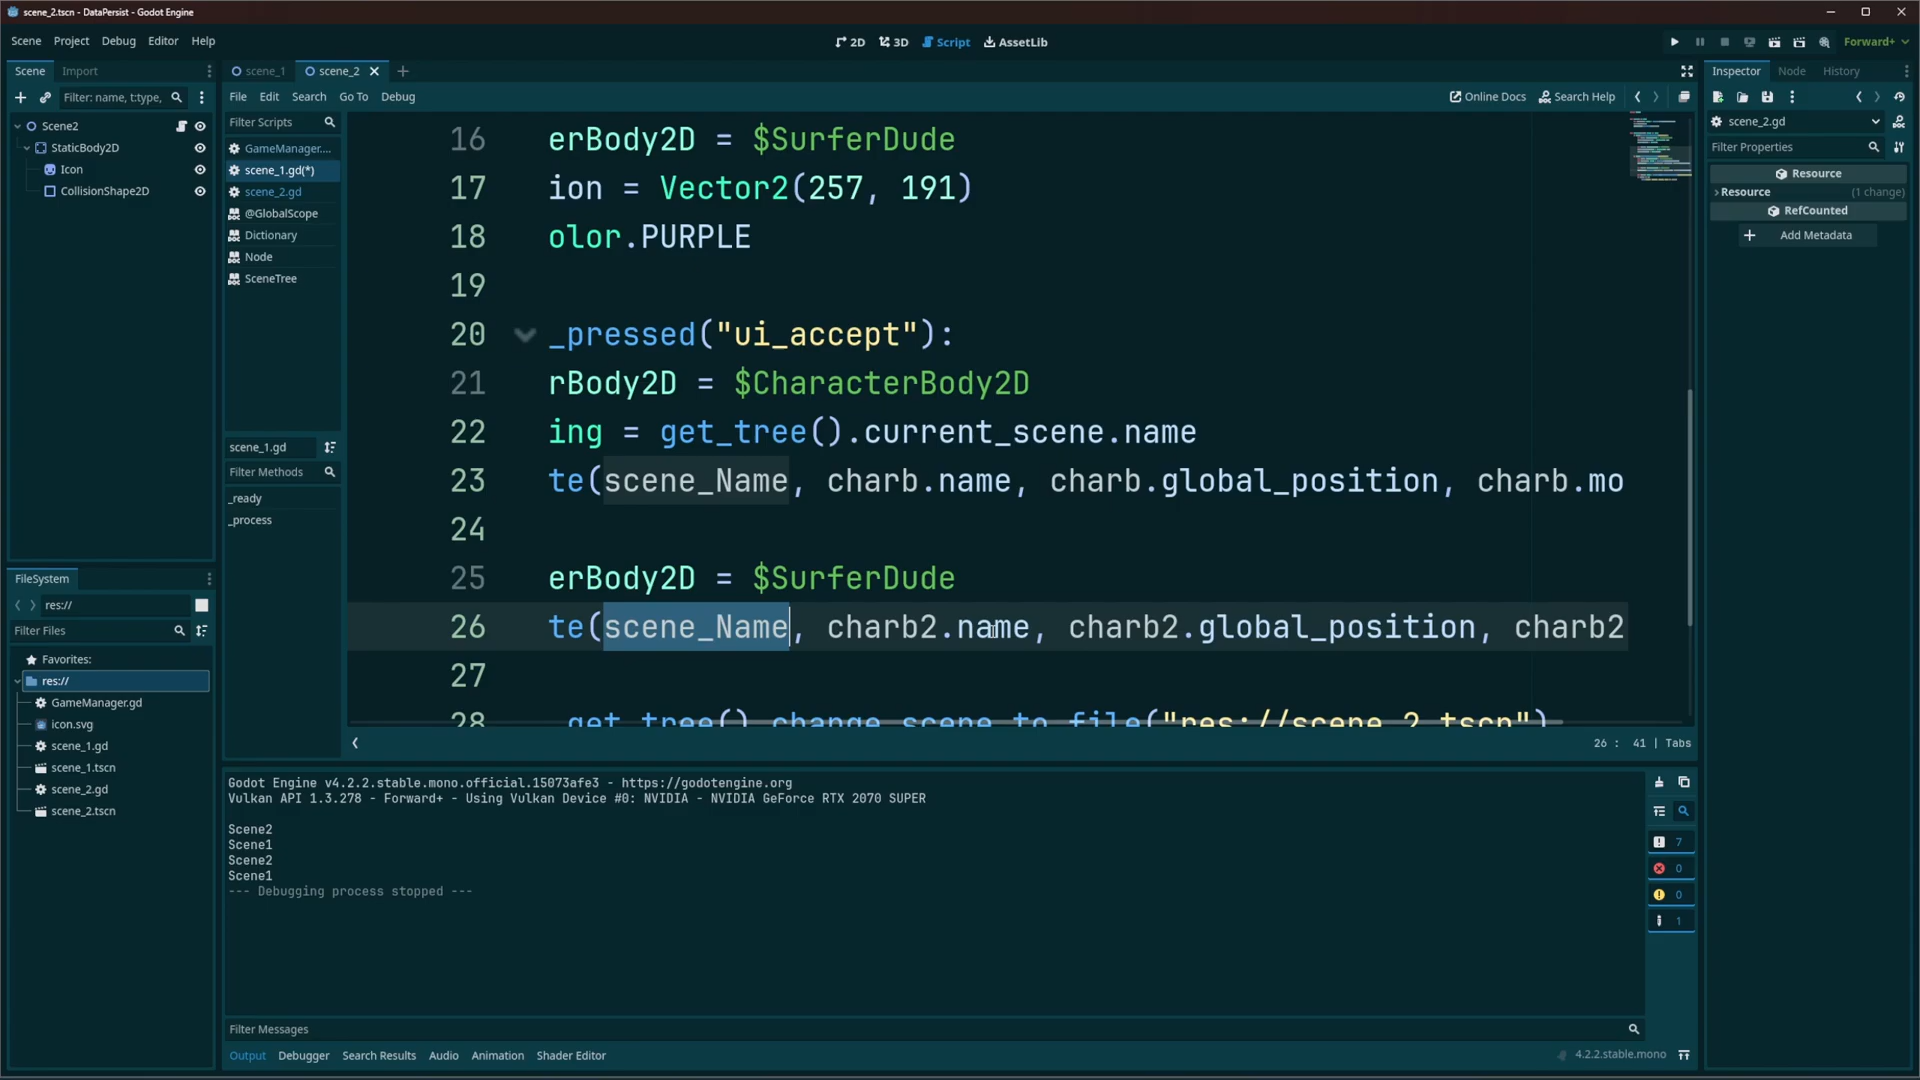 scene_2.tscn - DataPersist - Godot Engine
Scene Project Debug Editor Help
2D 3D Script AssetLib
Forward+
Scene Import
Filter: name, t:type,
Scene2
StaticBody2D
Icon
CollisionShape2D
FileSystem
res://
Filter Files
Favorites:
res://
GameManager.gd
icon.svg
scene_1.gd
scene_1.tscn
scene_2.gd
scene_2.tscn
scene_1 scene_2
File Edit Search Go To Debug
Online Docs Search Help
Filter Scripts
GameManager....
scene_1.gd(*)
scene_2.gd
@GlobalScope
Dictionary
Node
SceneTree
scene_1.gd
Filter Methods
_ready
_process
16 erBody2D = $SurferDude
17 ion = Vector2(257, 191)
18 olor.PURPLE
19
20 _pressed("ui_accept"):
21 rBody2D = $CharacterBody2D
22 ing = get_tree().current_scene.name
23 te(scene_Name, charb.name, charb.global_position, charb.mo
24
25 erBody2D = $SurferDude
26 te(scene_Name, charb2.name, charb2.global_position, charb2
27
28 get_tree().change_scene_to_file("res://scene_2.tscn")
26 : 41 | Tabs
Godot Engine v4.2.2.stable.mono.official.15073afe3 - https://godotengine.org
Vulkan API 1.3.278 - Forward+ - Using Vulkan Device #0: NVIDIA - NVIDIA GeForce RTX 2070 SUPER
Scene2
Scene1
Scene2
Scene1
--- Debugging process stopped ---
7
0
0
1
Filter Messages
Output Debugger Search Results Audio Animation Shader Editor
4.2.2.stable.mono
Inspector Node History
scene_2.gd
Filter Properties
Resource
Resource (1 change)
RefCounted
Add Metadata